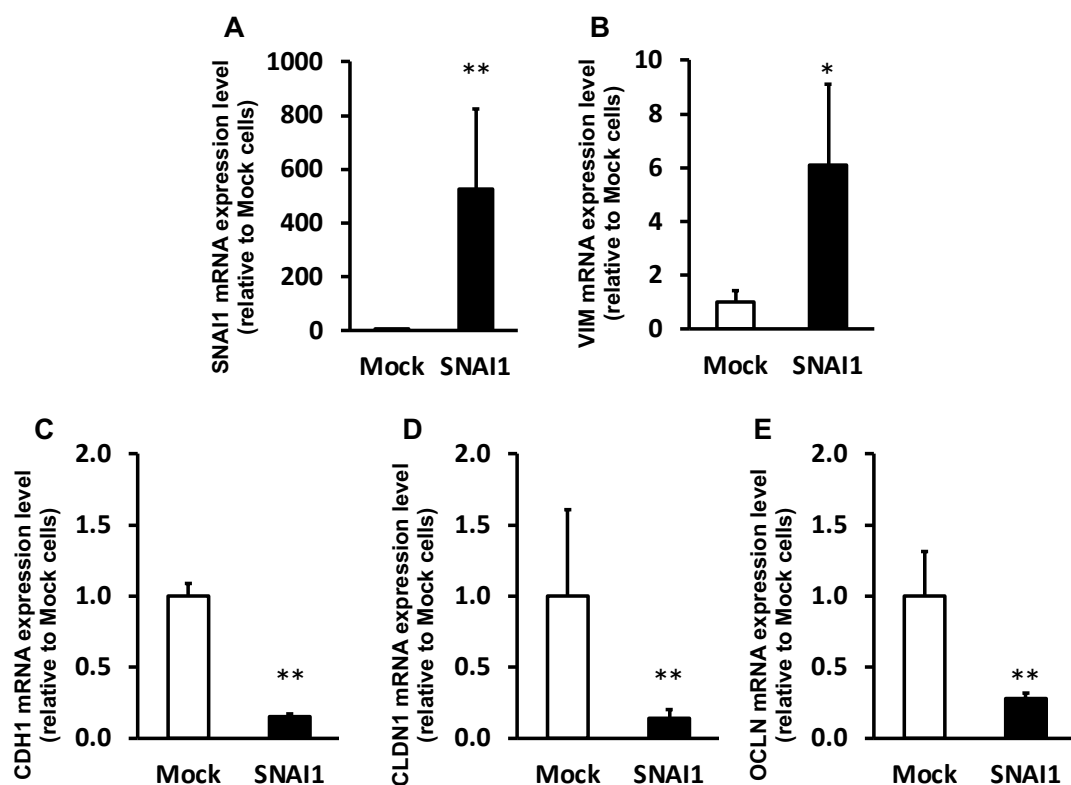 A
SNAI1 mRNA expression level
(relative to Mock cells)
1000
800
600
400
200
0
**
Mock SNAI1
B
VIM mRNA expression level
(relative to Mock cells)
10
8
6
4
2
0
*
Mock SNAI1
C
CDH1 mRNA expression level
(relative to Mock cells)
2.0
1.5
1.0
0.5
0.0
**
Mock SNAI1
D
CLDN1 mRNA expression level
(relative to Mock cells)
2.0
1.5
1.0
0.5
0.0
**
Mock SNAI1
E
OCLN mRNA expression level
(relative to Mock cells)
2.0
1.5
1.0
0.5
0.0
**
Mock SNAI1